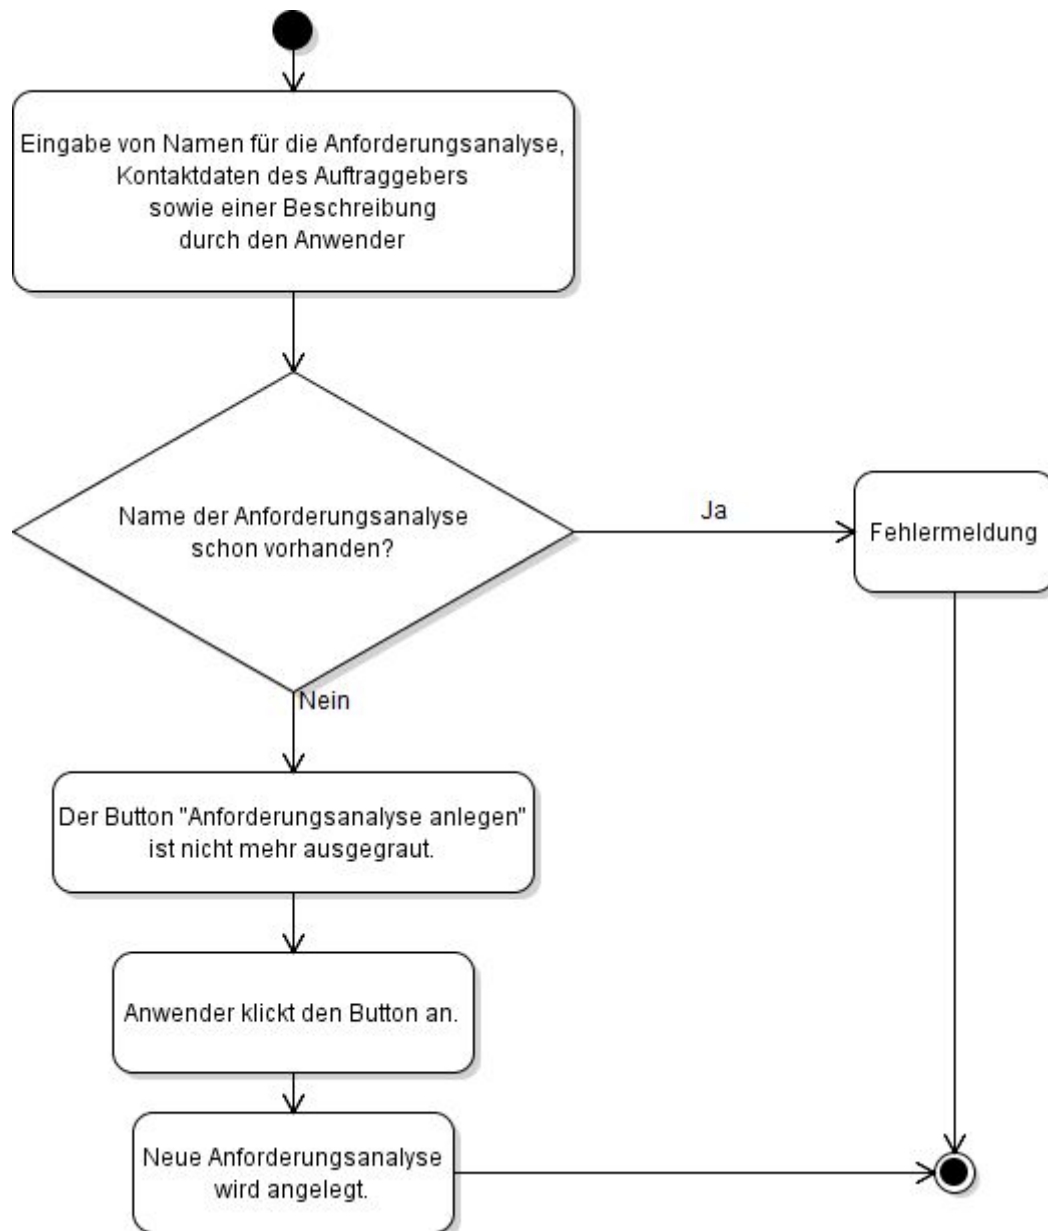 Eingabe von Namen für die Anforderungsanalyse,
Kontaktdaten des Auftraggebers
sowie einer Beschreibung
durch den Anwender
Name der Anforderungsanalyse
schon vorhanden?
Ja
Fehlermeldung
Nein
Der Button "Anforderungsanalyse anlegen"
ist nicht mehr ausgegraut.
Anwender klickt den Button an.
Neue Anforderungsanalyse
wird angelegt.